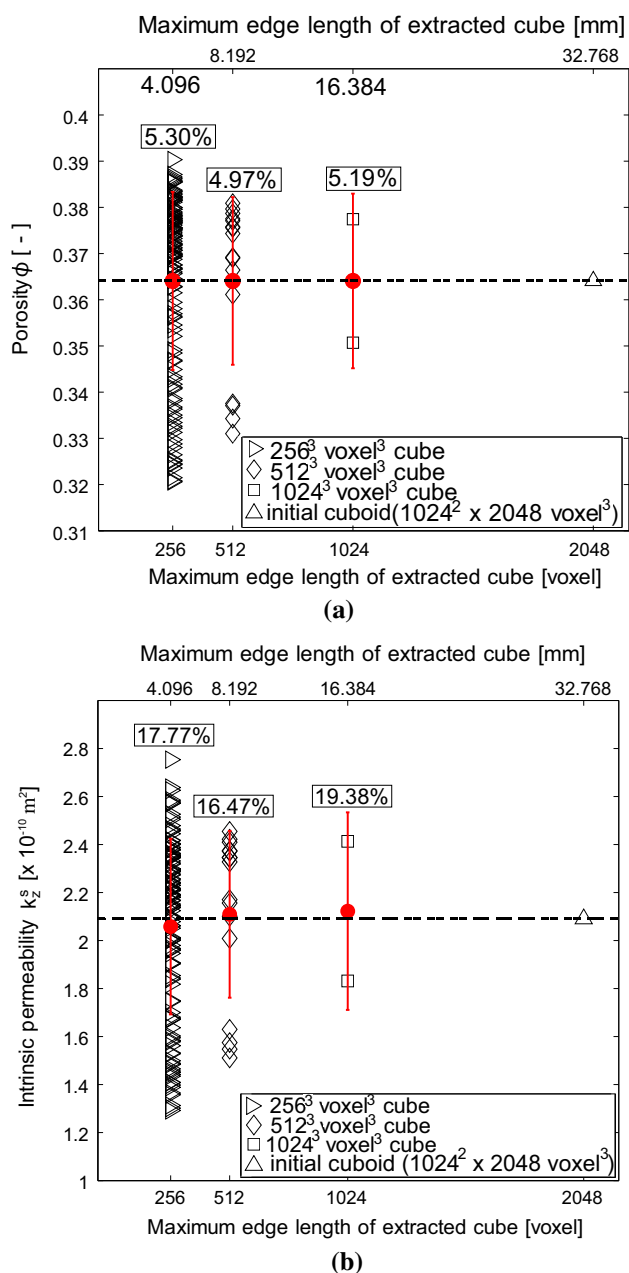 Maximum edge length of extracted cube [mm]
8.192 32.768
4.096 16.384
0.4
0.39
0.38
0.37
0.36
0.35
0.34
0.33
0.32
0.31
Porosity ϕ [ - ]
5.30%
4.97%
5.19%
256³ voxel³ cube
512³ voxel³ cube
1024³ voxel³ cube
initial cuboid(1024² x 2048 voxel³)
256 512 1024 2048
Maximum edge length of extracted cube [voxel]
(a)
Maximum edge length of extracted cube [mm]
4.096 8.192 16.384 32.768
2.8
2.6
2.4
2.2
2
1.8
1.6
1.4
1.2
1
Intrinsic permeability k_z^s [x 10⁻¹⁰ m²]
17.77%
16.47%
19.38%
256³ voxel³ cube
512³ voxel³ cube
1024³ voxel³ cube
initial cuboid (1024² x 2048 voxel³)
256 512 1024 2048
Maximum edge length of extracted cube [voxel]
(b)